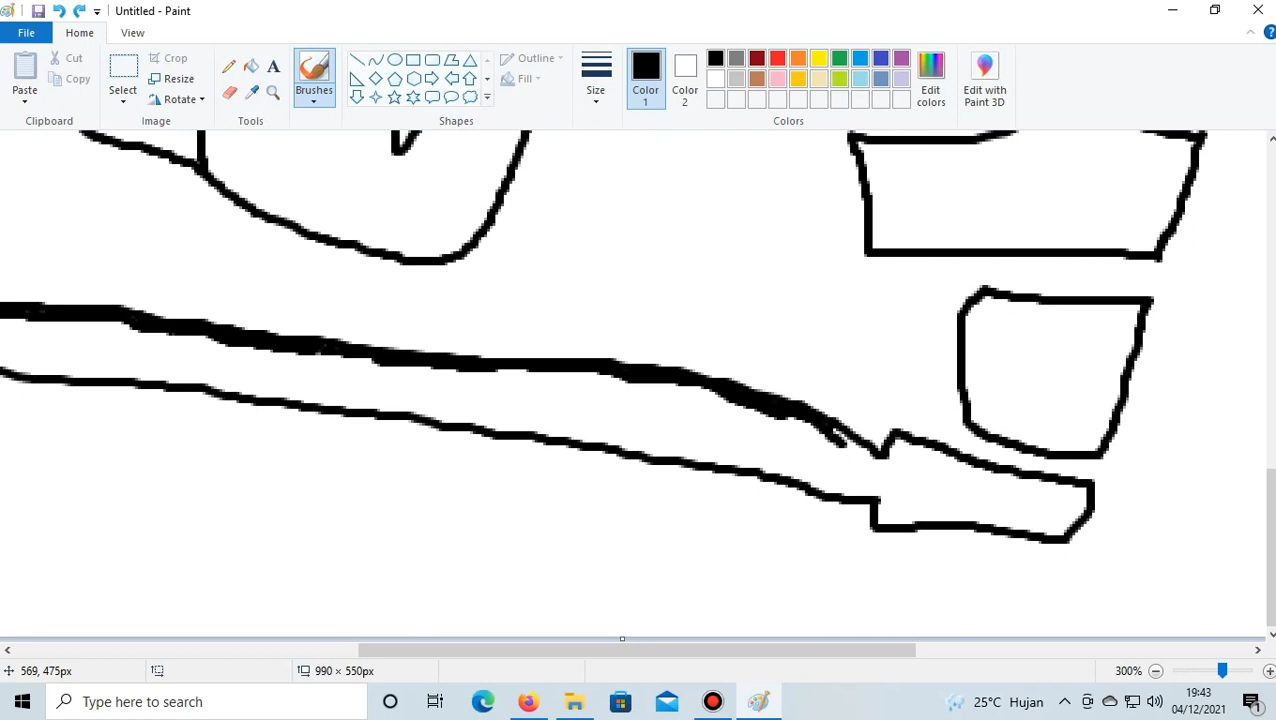 Untitled - Paint
File
Home
View
Paste
Cut
Copy
Clipboard
Select
Crop
Resize
Rotate
Image
Tools
Brushes
Shapes
Outline
Fill
Size
Color 1
Color 2
Edit colors
Colors
Edit with Paint 3D
569, 475px
990 × 550px
300%
Type here to search
25°C Hujan
19:43
04/12/2021
1